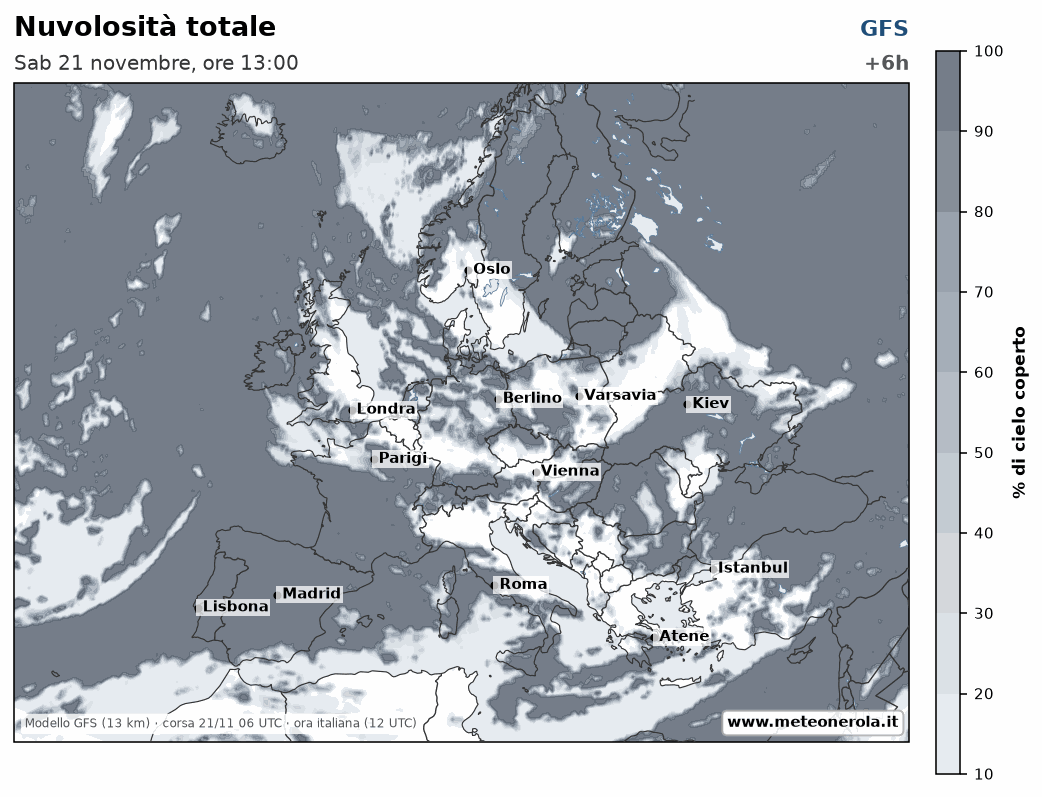 Nuvolosità totale
GFS
Sab 21 novembre, ore 13:00
+6h
100
90
80
70
60
50
40
30
20
10
% di cielo coperto
Oslo
Berlino
Varsavia
Kiev
Londra
Parigi
Vienna
Istanbul
Roma
Madrid
Lisbona
Atene
Modello GFS (13 km) · corsa 21/11 06 UTC · ora italiana (12 UTC)
www.meteonerola.it